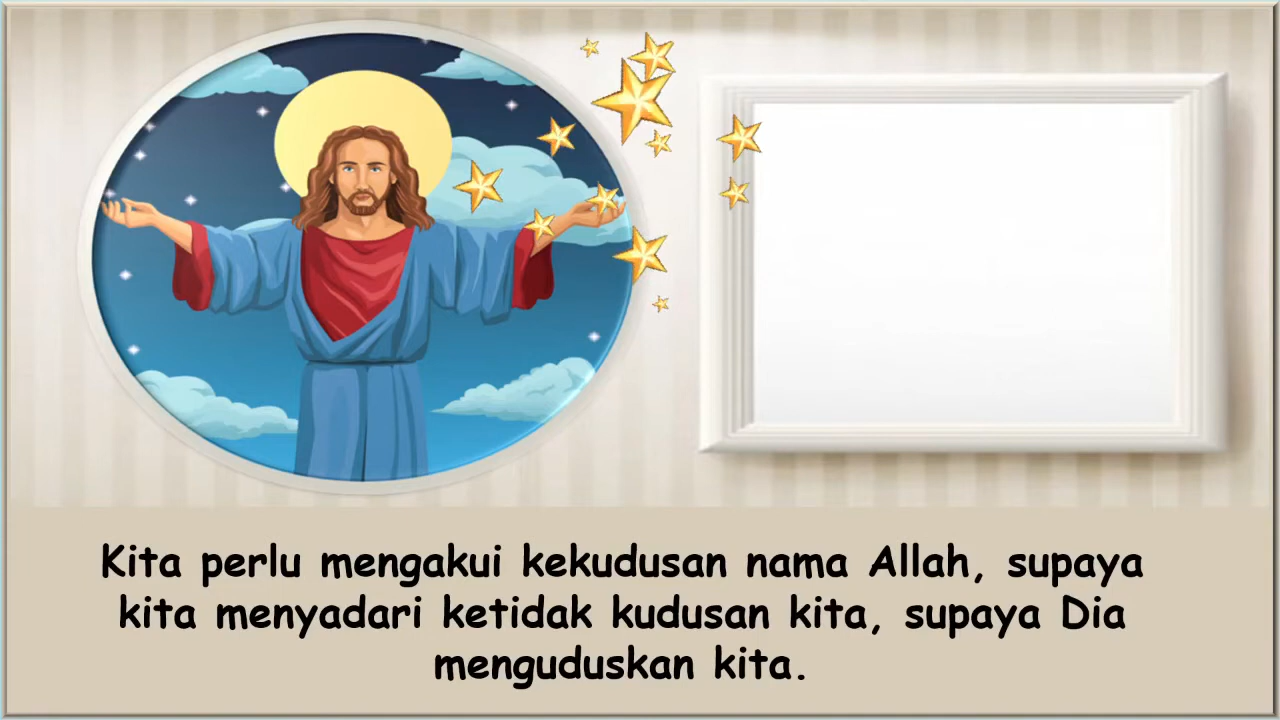 Kita perlu mengakui kekudusan nama Allah, supaya
kita menyadari ketidak kudusan kita, supaya Dia
menguduskan kita.